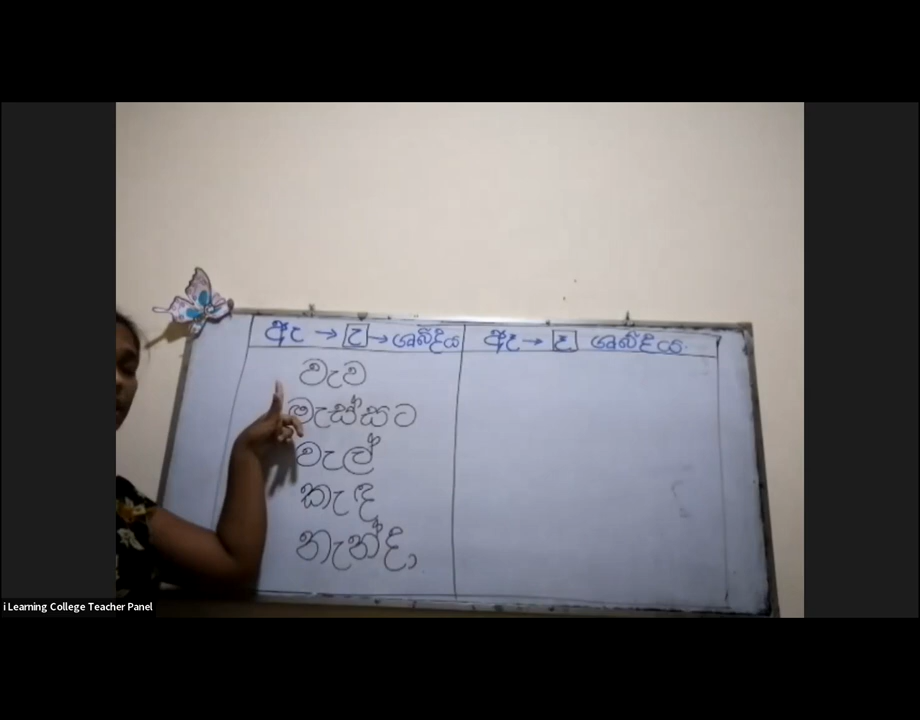 ඇ → ැ → ශබ්දය
ඈ → ෑ ශබ්දය.
වැව
මැස්සට
වැල්
කැඳ
නැන්දා
i Learning College Teacher Panel